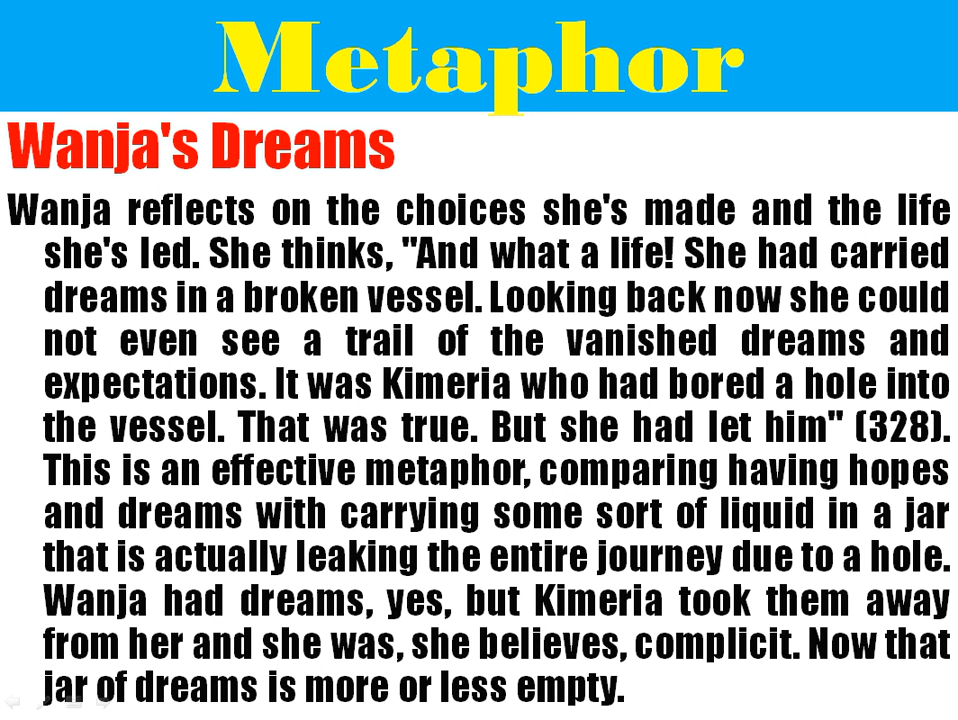 Metaphor
Wanja's Dreams
Wanja reflects on the choices she's made and the life
she's led. She thinks, "And what a life! She had carried
dreams in a broken vessel. Looking back now she could
not even see a trail of the vanished dreams and
expectations. It was Kimeria who had bored a hole into
the vessel. That was true. But she had let him" (328).
This is an effective metaphor, comparing having hopes
and dreams with carrying some sort of liquid in a jar
that is actually leaking the entire journey due to a hole.
Wanja had dreams, yes, but Kimeria took them away
from her and she was, she believes, complicit. Now that
jar of dreams is more or less empty.